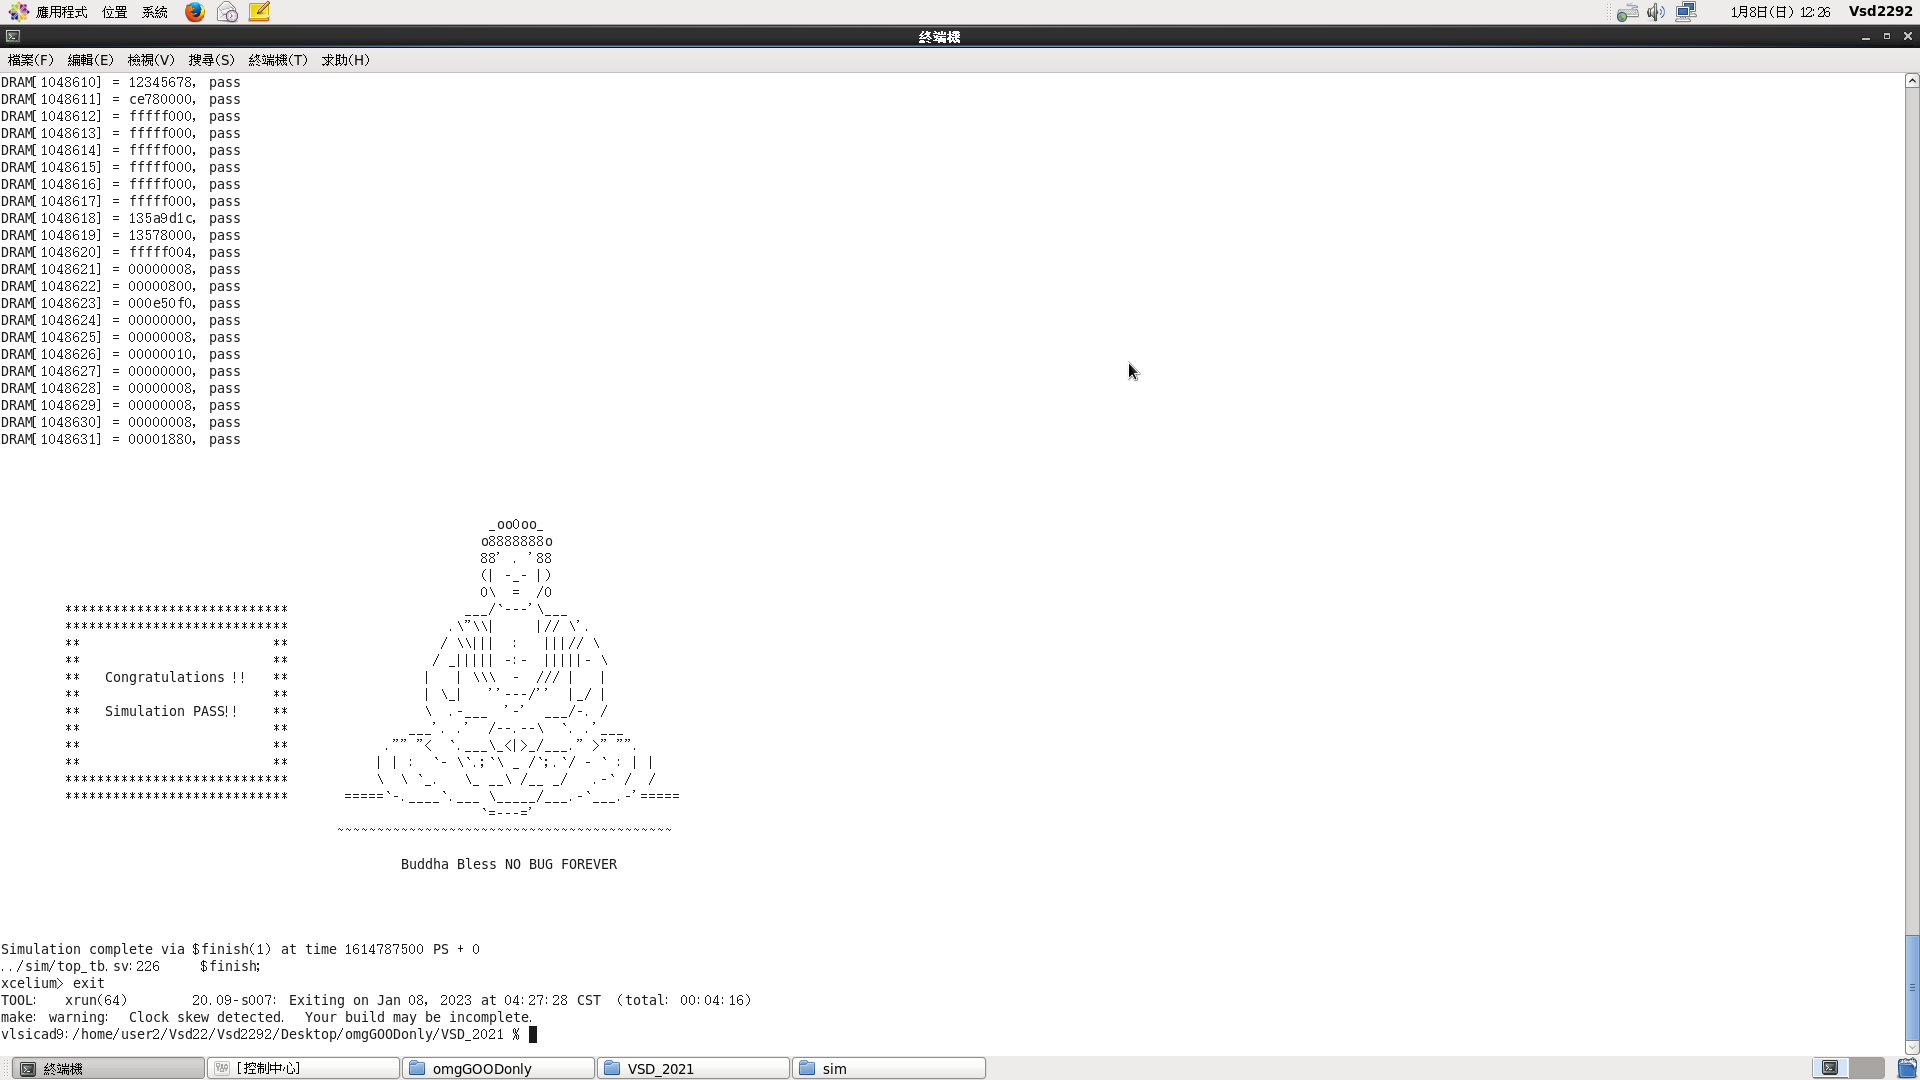 應用程式 位置 系統 1月8日(日) 12:26 Vsd2292
終端機
檔案(F) 編輯(E) 檢視(V) 搜尋(S) 終端機(T) 求助(H)
DRAM[1048610] = 12345678, pass
DRAM[1048611] = ce780000, pass
DRAM[1048612] = fffff000, pass
DRAM[1048613] = fffff000, pass
DRAM[1048614] = fffff000, pass
DRAM[1048615] = fffff000, pass
DRAM[1048616] = fffff000, pass
DRAM[1048617] = fffff000, pass
DRAM[1048618] = 135a9d1c, pass
DRAM[1048619] = 13578000, pass
DRAM[1048620] = fffff004, pass
DRAM[1048621] = 00000008, pass
DRAM[1048622] = 00000800, pass
DRAM[1048623] = 000e50f0, pass
DRAM[1048624] = 00000000, pass
DRAM[1048625] = 00000008, pass
DRAM[1048626] = 00000010, pass
DRAM[1048627] = 00000000, pass
DRAM[1048628] = 00000008, pass
DRAM[1048629] = 00000008, pass
DRAM[1048630] = 00000008, pass
DRAM[1048631] = 00001880, pass
Congratulations !!
Simulation PASS!!
Buddha Bless NO BUG FOREVER
Simulation complete via $finish(1) at time 1614787500 PS + 0
../sim/top_tb.sv:226 $finish;
xcelium> exit
TOOL: xrun(64) 20.09-s007: Exiting on Jan 08, 2023 at 04:27:28 CST (total: 00:04:16)
make: warning: Clock skew detected. Your build may be incomplete.
vlsicad9:/home/user2/Vsd22/Vsd2292/Desktop/omgGOODonly/VSD_2021 %
終端機 [控制中心] omgGOODonly VSD_2021 sim